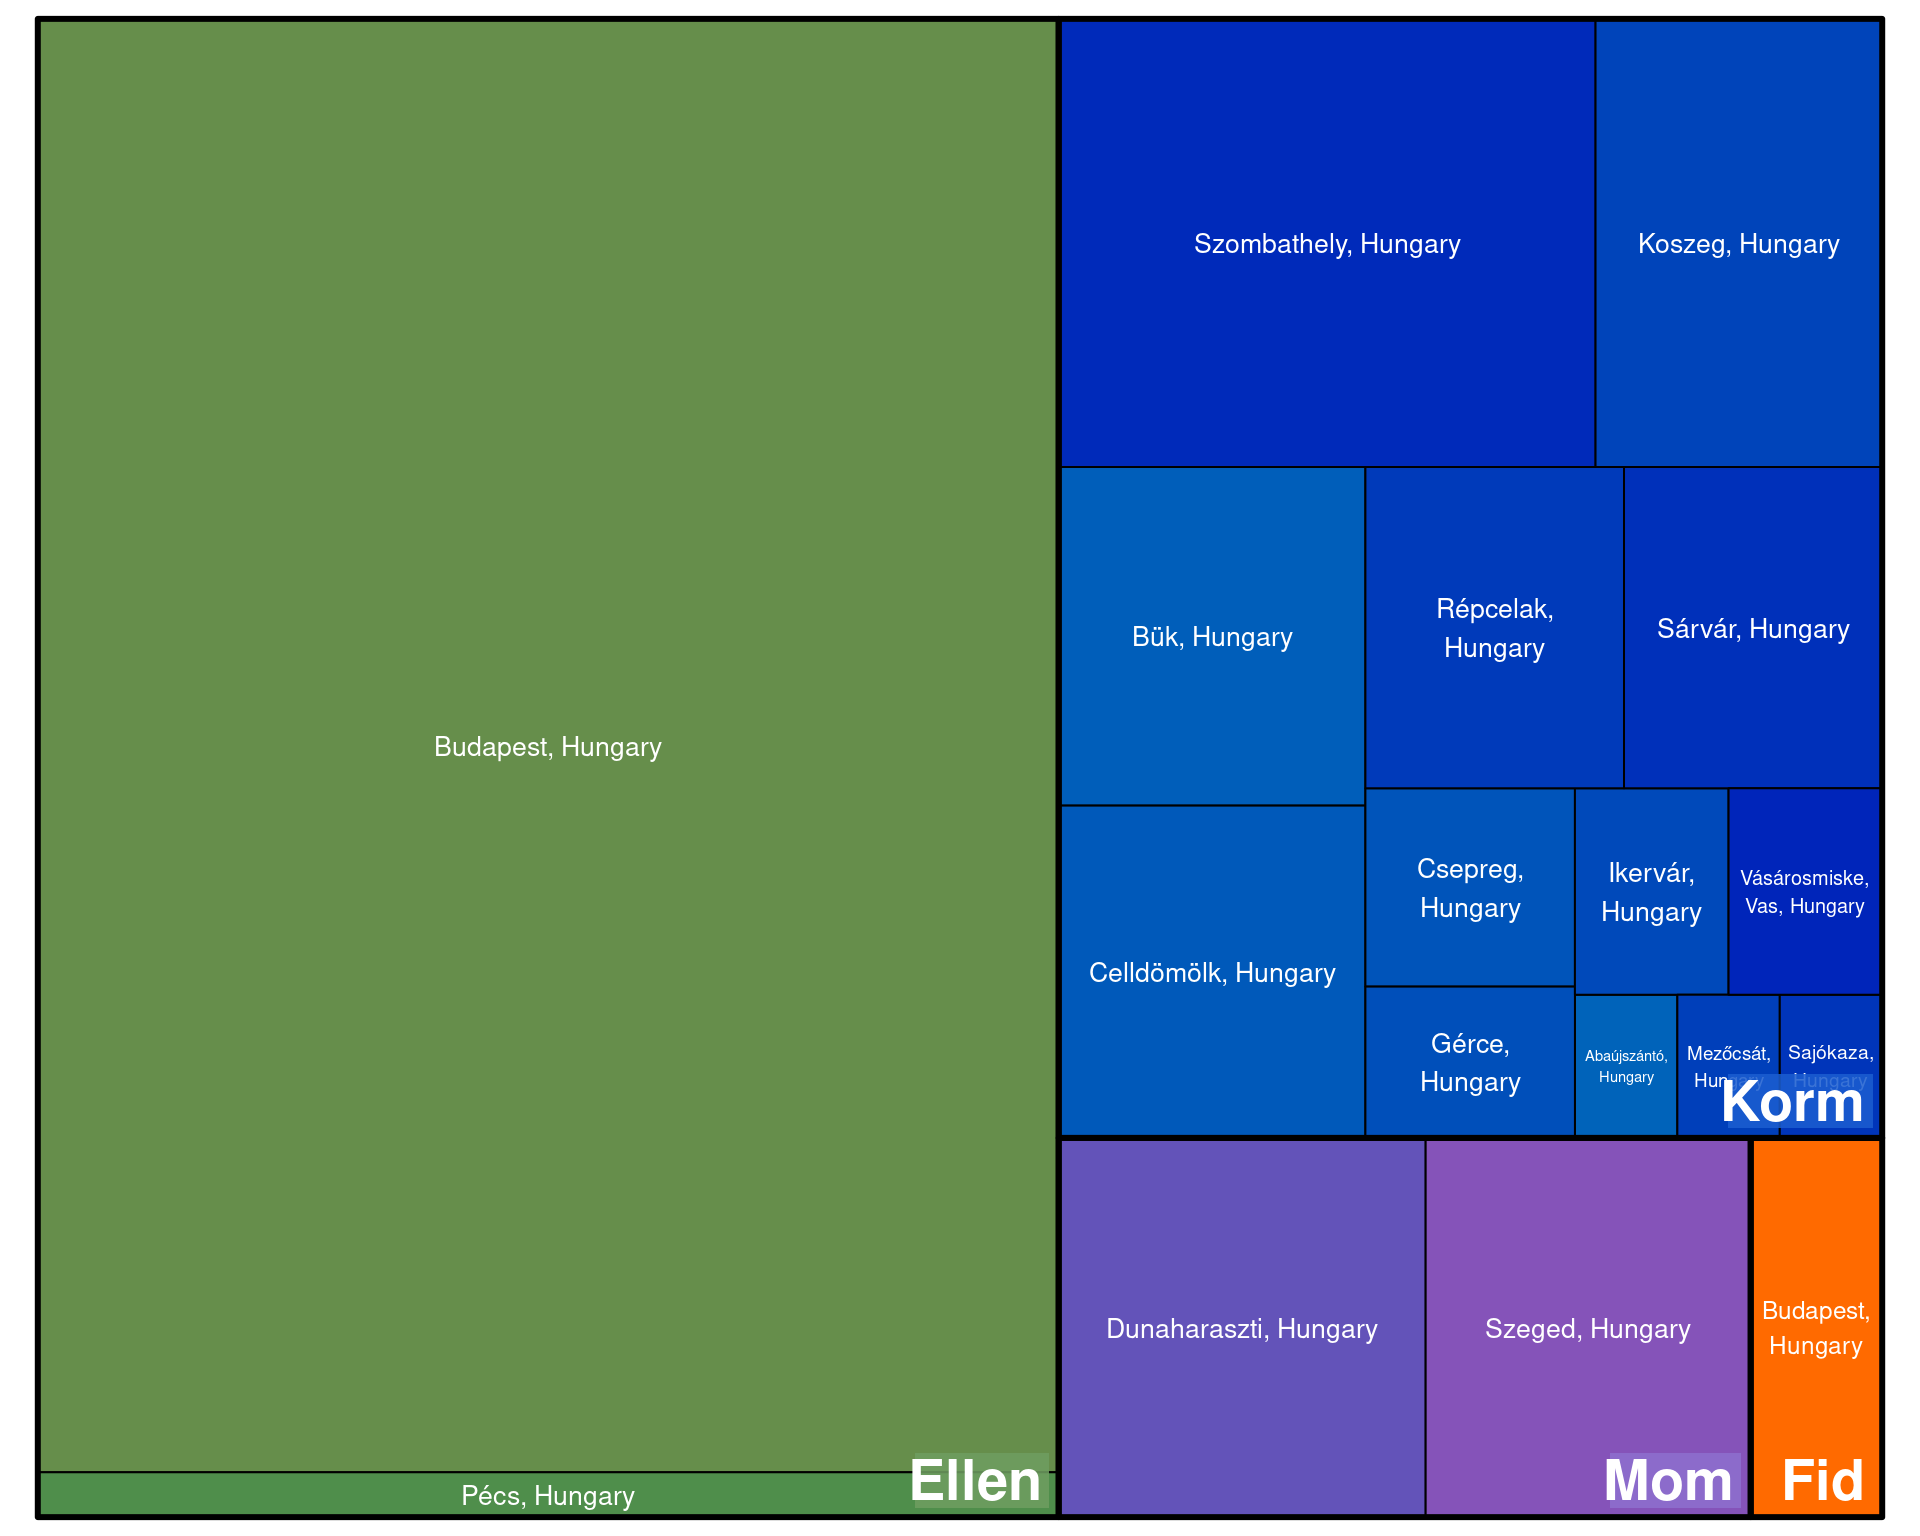 Budapest, Hungary
Pécs, Hungary
Ellen
Szombathely, Hungary
Koszeg, Hungary
Bük, Hungary
Répcelak,
Hungary
Sárvár, Hungary
Celldömölk, Hungary
Csepreg,
Hungary
Ikervár,
Hungary
Vásárosmiske,
Vas, Hungary
Gérce,
Hungary
Abaújszántó,
Hungary
Mezőcsát,
Hungary
Sajókaza,
Hungary
Korm
Dunaharaszti, Hungary
Szeged, Hungary
Mom
Budapest,
Hungary
Fid